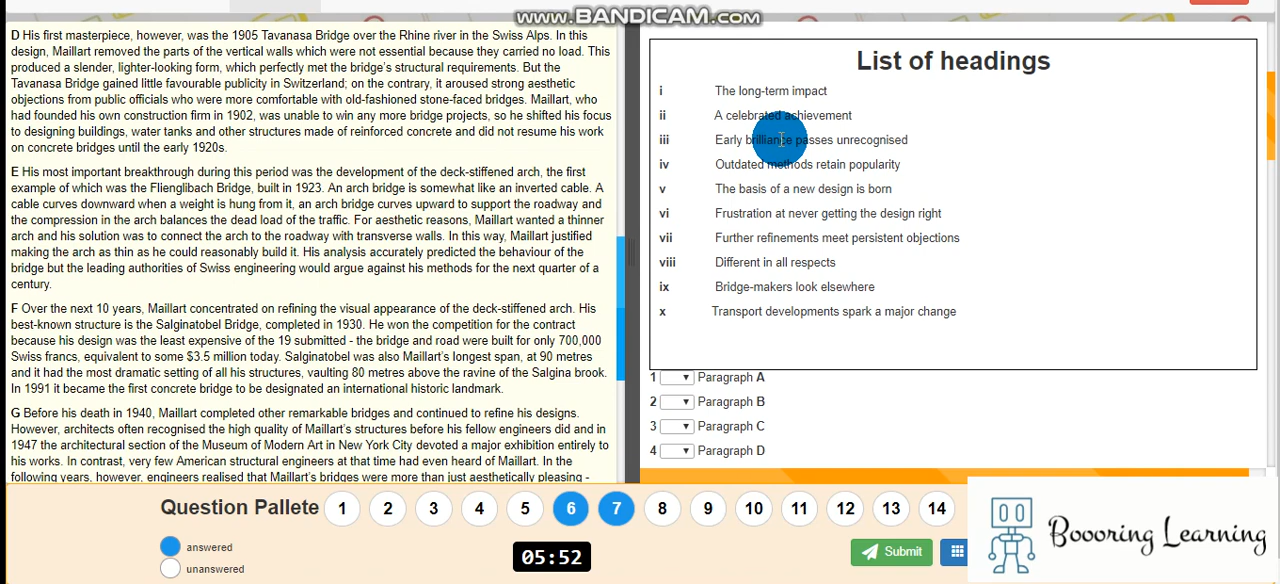 www.BANDICAM.com
D His first masterpiece, however, was the 1905 Tavanasa Bridge over the Rhine river in the Swiss Alps. In this
design, Maillart removed the parts of the vertical walls which were not essential because they carried no load. This
produced a slender, lighter-looking form, which perfectly met the bridge's structural requirements. But the
Tavanasa Bridge gained little favourable publicity in Switzerland; on the contrary, it aroused strong aesthetic
objections from public officials who were more comfortable with old-fashioned stone-faced bridges. Maillart, who
had founded his own construction firm in 1902, was unable to win any more bridge projects, so he shifted his focus
to designing buildings, water tanks and other structures made of reinforced concrete and did not resume his work
on concrete bridges until the early 1920s.
E His most important breakthrough during this period was the development of the deck-stiffened arch, the first
example of which was the Flienglibach Bridge, built in 1923. An arch bridge is somewhat like an inverted cable. A
cable curves downward when a weight is hung from it, an arch bridge curves upward to support the roadway and
the compression in the arch balances the dead load of the traffic. For aesthetic reasons, Maillart wanted a thinner
arch and his solution was to connect the arch to the roadway with transverse walls. In this way, Maillart justified
making the arch as thin as he could reasonably build it. His analysis accurately predicted the behaviour of the
bridge but the leading authorities of Swiss engineering would argue against his methods for the next quarter of a
century.
F Over the next 10 years, Maillart concentrated on refining the visual appearance of the deck-stiffened arch. His
best-known structure is the Salginatobel Bridge, completed in 1930. He won the competition for the contract
because his design was the least expensive of the 19 submitted - the bridge and road were built for only 700,000
Swiss francs, equivalent to some $3.5 million today. Salginatobel was also Maillart's longest span, at 90 metres
and it had the most dramatic setting of all his structures, vaulting 80 metres above the ravine of the Salgina brook.
In 1991 it became the first concrete bridge to be designated an international historic landmark.
G Before his death in 1940, Maillart completed other remarkable bridges and continued to refine his designs.
However, architects often recognised the high quality of Maillart's structures before his fellow engineers did and in
1947 the architectural section of the Museum of Modern Art in New York City devoted a major exhibition entirely to
his works. In contrast, very few American structural engineers at that time had even heard of Maillart. In the
following years, however, engineers realised that Maillart's bridges were more than just aesthetically pleasing -
List of headings
i The long-term impact
ii A celebrated achievement
iii Early brilliance passes unrecognised
iv Outdated methods retain popularity
v The basis of a new design is born
vi Frustration at never getting the design right
vii Further refinements meet persistent objections
viii Different in all respects
ix Bridge-makers look elsewhere
x Transport developments spark a major change
1 Paragraph A
2 Paragraph B
3 Paragraph C
4 Paragraph D
Question Pallete 1 2 3 4 5 6 7 8 9 10 11 12 13 14
answered
unanswered
05:52
Submit
Boooring Learning